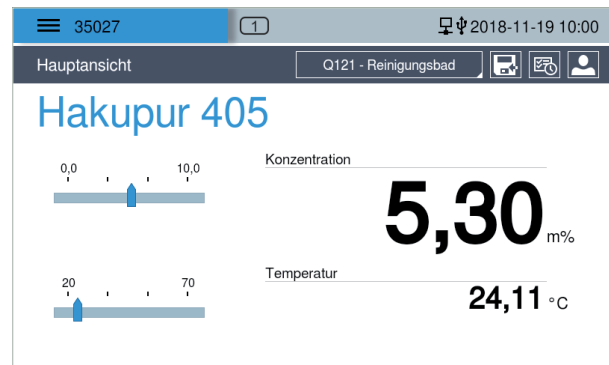 35027 1 2018-11-19 10:00
Hauptansicht Q121 - Reinigungsbad
Hakupur 405
0,0 10,0
Konzentration
5,30 m%
20 70
Temperatur
24,11 °C